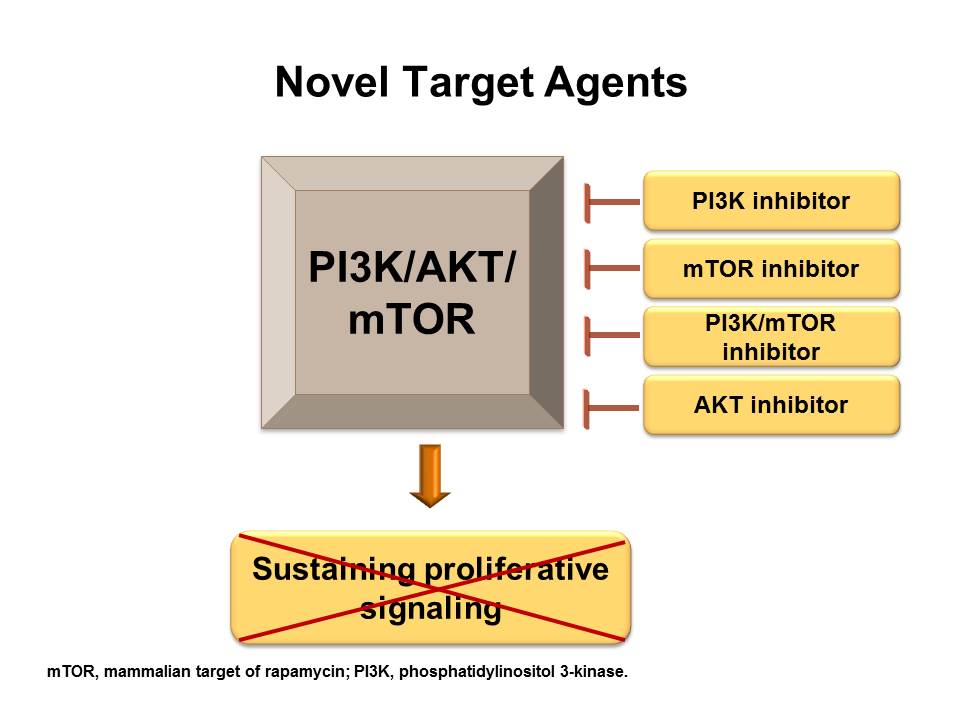 Novel Target Agents
PI3K/AKT/
mTOR
PI3K inhibitor
mTOR inhibitor
PI3K/mTOR
inhibitor
AKT inhibitor
Sustaining proliferative
signaling
mTOR, mammalian target of rapamycin; PI3K, phosphatidylinositol 3-kinase.